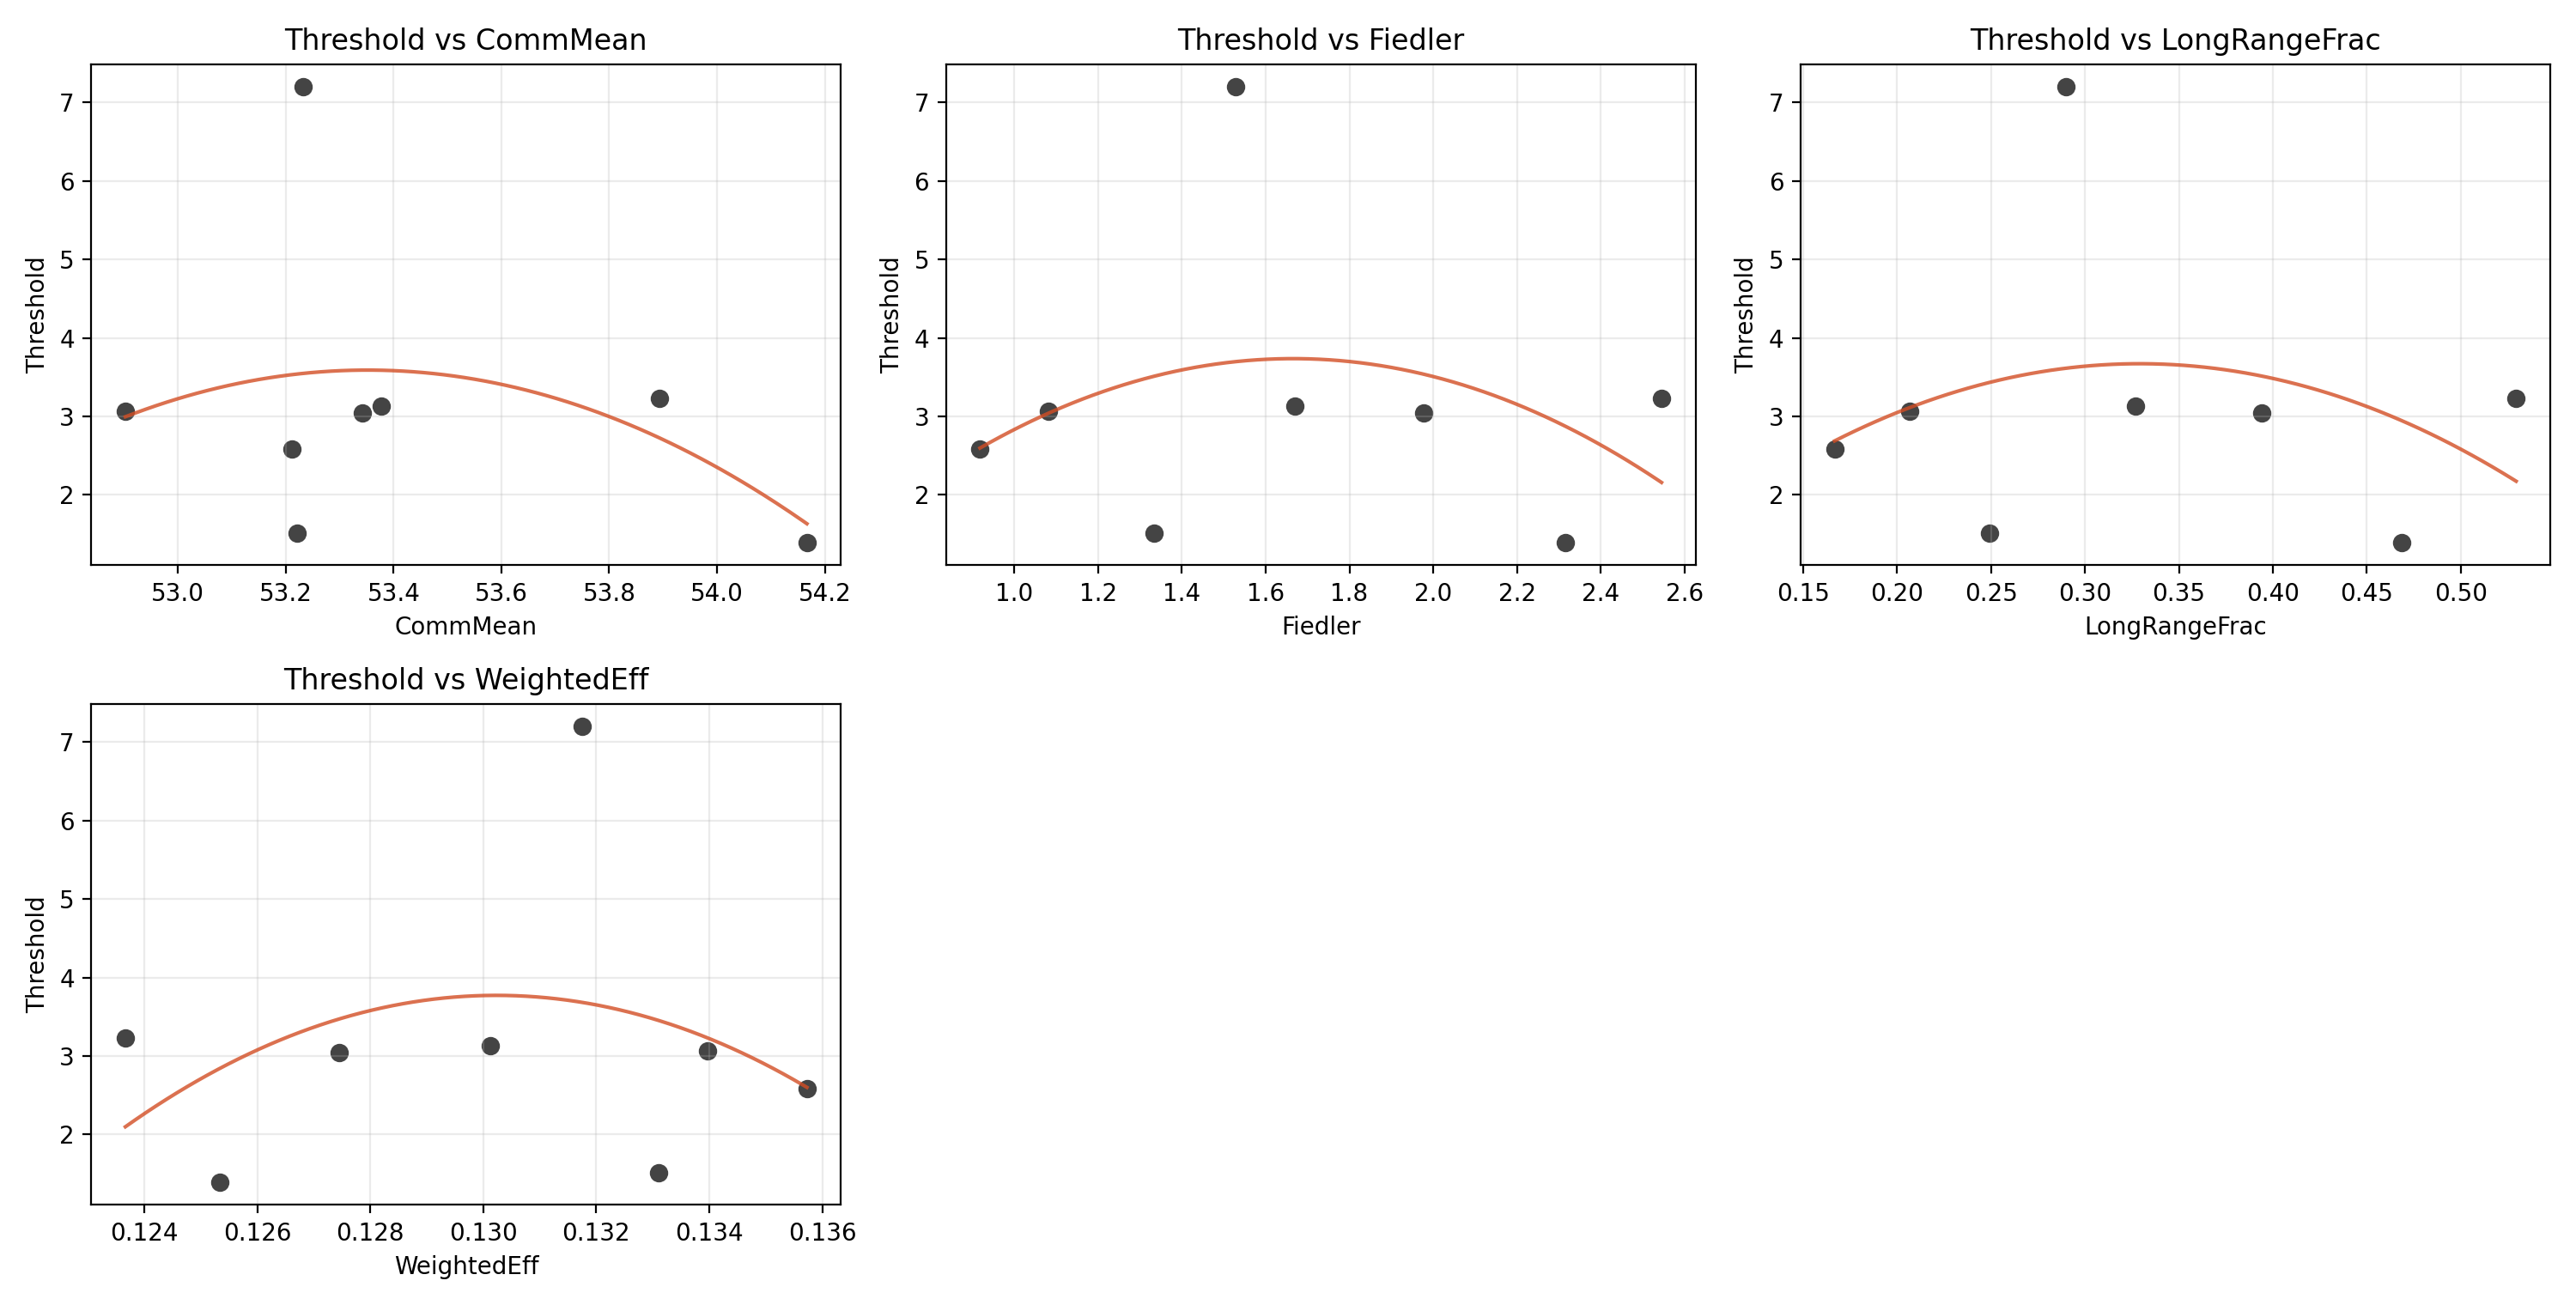 Threshold vs CommMean
Threshold
7
6
5
4
3
2
53.0 53.2 53.4 53.6 53.8 54.0 54.2
CommMean
Threshold vs Fiedler
Threshold
7
6
5
4
3
2
1.0 1.2 1.4 1.6 1.8 2.0 2.2 2.4 2.6
Fiedler
Threshold vs LongRangeFrac
Threshold
7
6
5
4
3
2
0.15 0.20 0.25 0.30 0.35 0.40 0.45 0.50
LongRangeFrac
Threshold vs WeightedEff
Threshold
7
6
5
4
3
2
0.124 0.126 0.128 0.130 0.132 0.134 0.136
WeightedEff